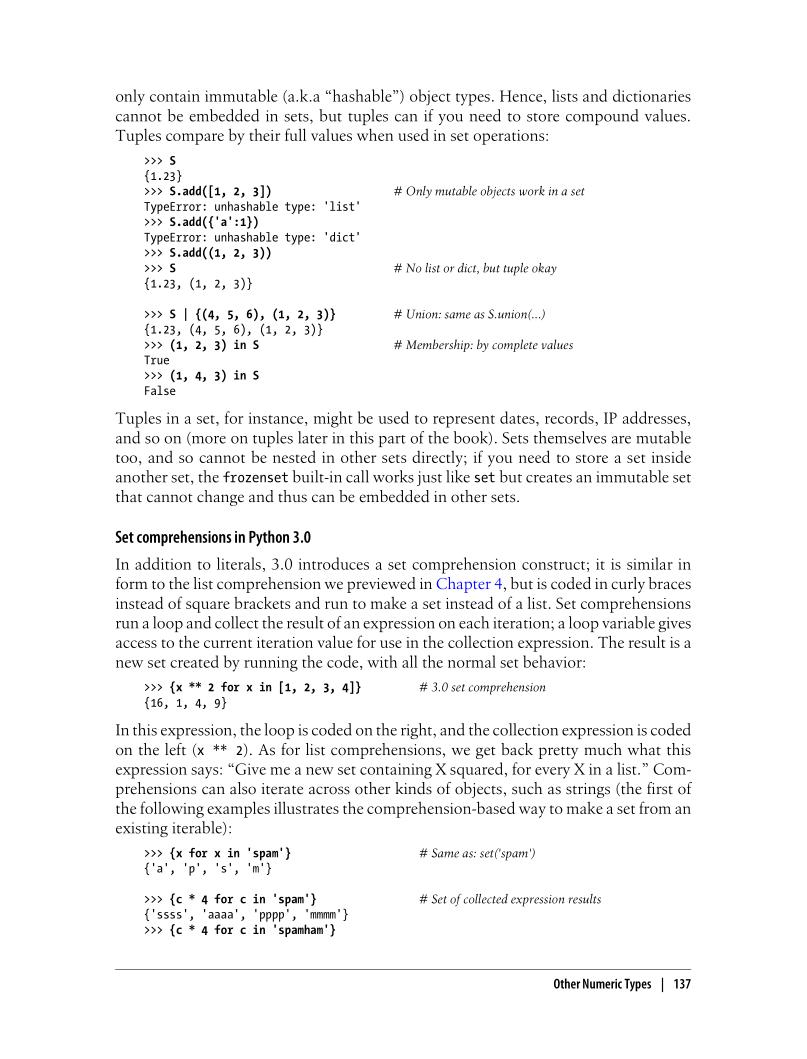 only contain immutable (a.k.a “hashable”) object types. Hence, lists and dictionaries
cannot be embedded in sets, but tuples can if you need to store compound values.
Tuples compare by their full values when used in set operations:
>>> S
{1.23}
>>> S.add([1, 2, 3]) # Only mutable objects work in a set
TypeError: unhashable type: 'list'
>>> S.add({'a':1})
TypeError: unhashable type: 'dict'
>>> S.add((1, 2, 3))
>>> S # No list or dict, but tuple okay
{1.23, (1, 2, 3)}
>>> S | {(4, 5, 6), (1, 2, 3)} # Union: same as S.union(...)
{1.23, (4, 5, 6), (1, 2, 3)}
>>> (1, 2, 3) in S # Membership: by complete values
True
>>> (1, 4, 3) in S
False
Tuples in a set, for instance, might be used to represent dates, records, IP addresses,
and so on (more on tuples later in this part of the book). Sets themselves are mutable
too, and so cannot be nested in other sets directly; if you need to store a set inside
another set, the frozenset built-in call works just like set but creates an immutable set
that cannot change and thus can be embedded in other sets.
Set comprehensions in Python 3.0
In addition to literals, 3.0 introduces a set comprehension construct; it is similar in
form to the list comprehension we previewed in Chapter 4, but is coded in curly braces
instead of square brackets and run to make a set instead of a list. Set comprehensions
run a loop and collect the result of an expression on each iteration; a loop variable gives
access to the current iteration value for use in the collection expression. The result is a
new set created by running the code, with all the normal set behavior:
>>> {x ** 2 for x in [1, 2, 3, 4]} # 3.0 set comprehension
{16, 1, 4, 9}
In this expression, the loop is coded on the right, and the collection expression is coded
on the left (x ** 2). As for list comprehensions, we get back pretty much what this
expression says: “Give me a new set containing X squared, for every X in a list.” Com-
prehensions can also iterate across other kinds of objects, such as strings (the first of
the following examples illustrates the comprehension-based way to make a set from an
existing iterable):
>>> {x for x in 'spam'} # Same as: set('spam')
{'a', 'p', 's', 'm'}
>>> {c * 4 for c in 'spam'} # Set of collected expression results
{'ssss', 'aaaa', 'pppp', 'mmmm'}
>>> {c * 4 for c in 'spamham'}
Other Numeric Types | 137